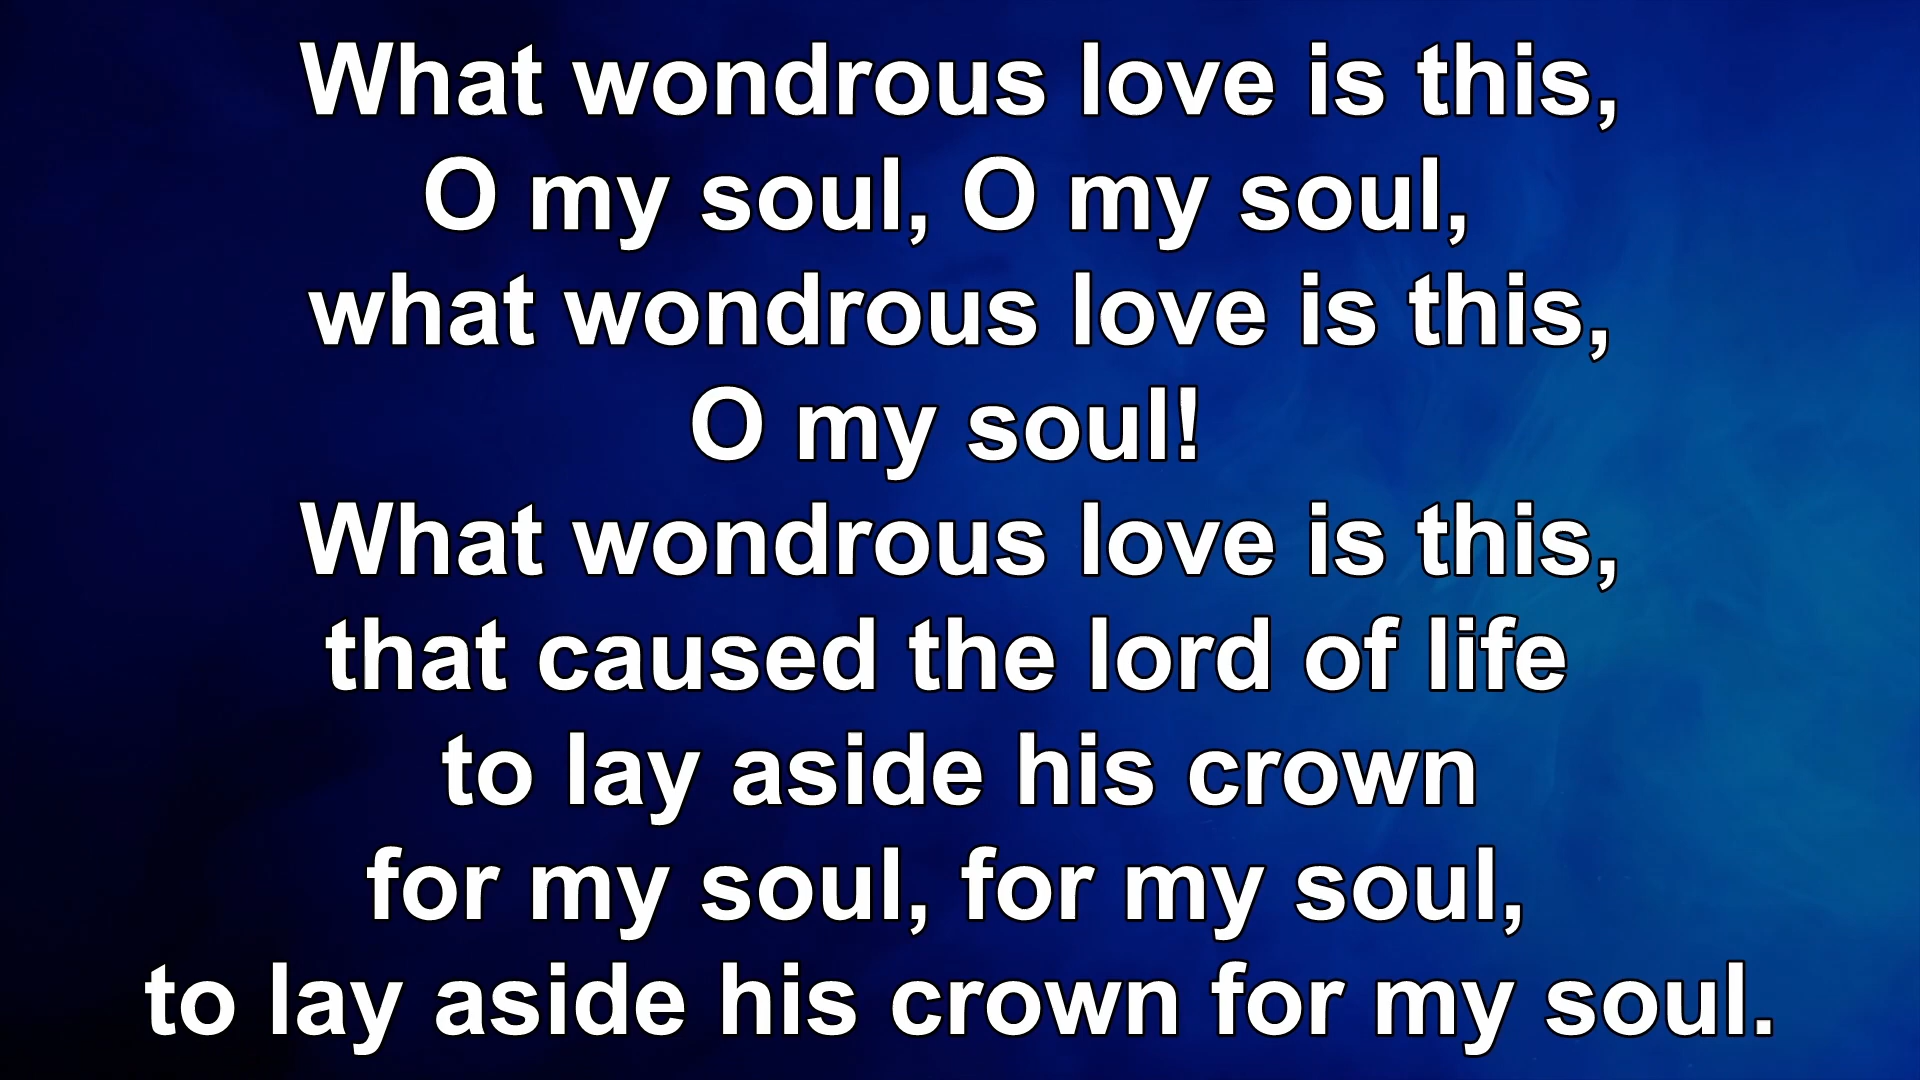 What wondrous love is this,
O my soul, O my soul,
what wondrous love is this,
O my soul!
What wondrous love is this,
that caused the lord of life
to lay aside his crown
for my soul, for my soul,
to lay aside his crown for my soul.